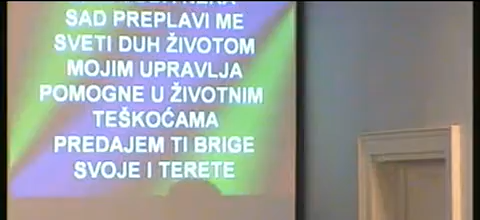 SAD PREPLAVI ME
SVETI DUH ŽIVOTOM
MOJIM UPRAVLJA
POMOGNE U ŽIVOTNIM
TEŠKOĆAMA
PREDAJEM TI BRIGE
SVOJE I TERETE